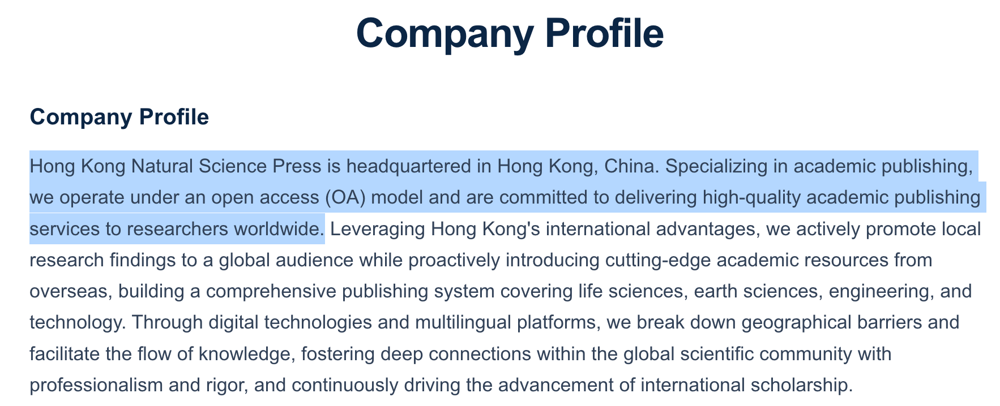 Company Profile
Company Profile
Hong Kong Natural Science Press is headquartered in Hong Kong, China. Specializing in academic publishing,
we operate under an open access (OA) model and are committed to delivering high-quality academic publishing
services to researchers worldwide. Leveraging Hong Kong's international advantages, we actively promote local
research findings to a global audience while proactively introducing cutting-edge academic resources from
overseas, building a comprehensive publishing system covering life sciences, earth sciences, engineering, and
technology. Through digital technologies and multilingual platforms, we break down geographical barriers and
facilitate the flow of knowledge, fostering deep connections within the global scientific community with
professionalism and rigor, and continuously driving the advancement of international scholarship.